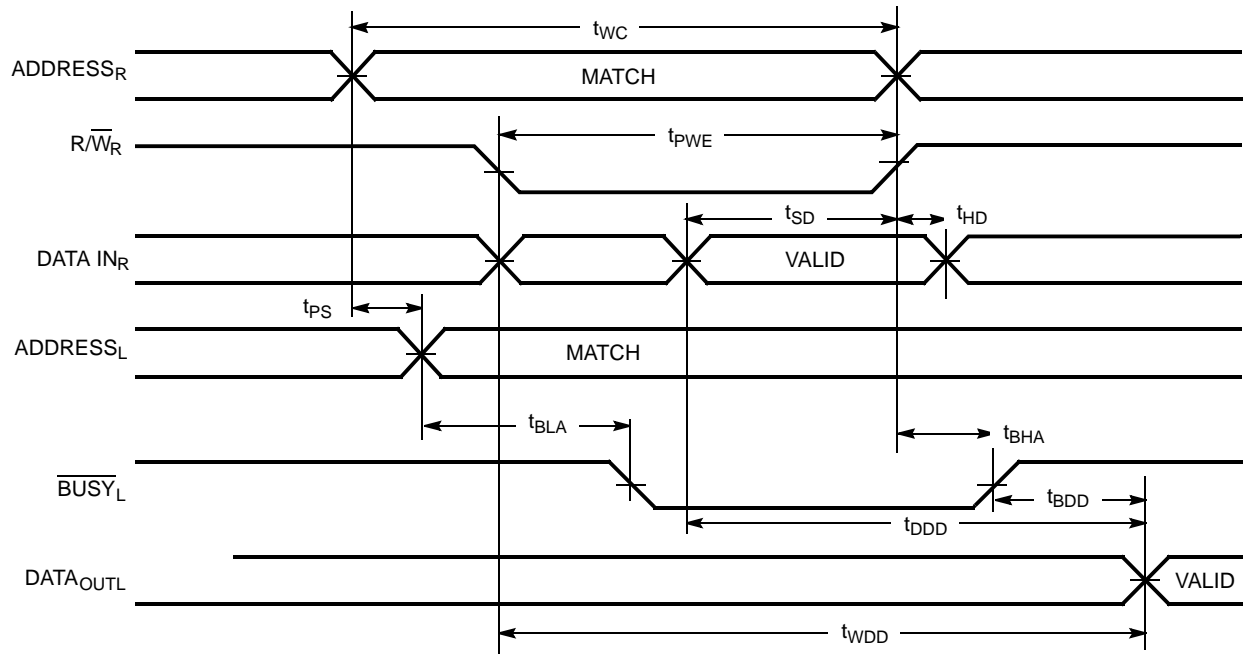 tWC
ADDRESSR
MATCH
R/W̅R
tPWE
tSD
tHD
DATA INR
VALID
tPS
ADDRESSL
MATCH
tBLA
tBHA
B̅U̅S̅Y̅L
tBDD
tDDD
DATAOUTL
VALID
tWDD